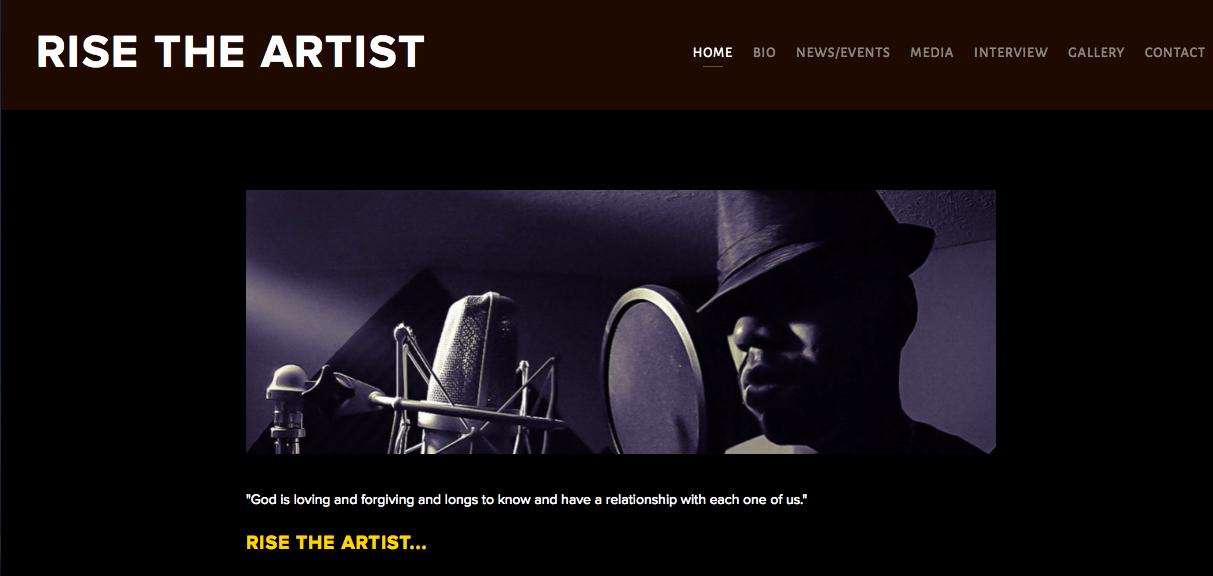 RISE THE ARTIST
HOME BIO NEWS/EVENTS MEDIA INTERVIEW GALLERY CONTACT
"God is loving and forgiving and longs to know and have a relationship with each one of us."
RISE THE ARTIST...